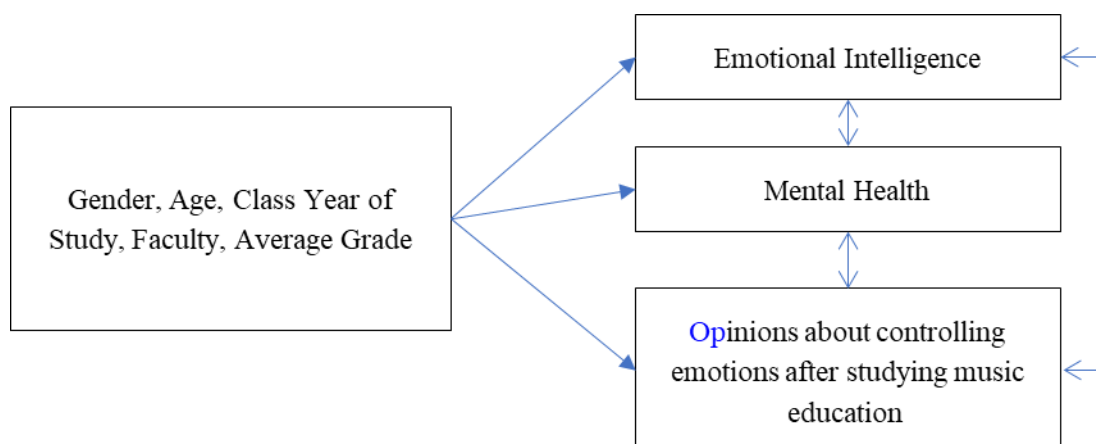 Gender, Age, Class Year of
Study, Faculty, Average Grade
Emotional Intelligence
Mental Health
Opinions about controlling
emotions after studying music
education